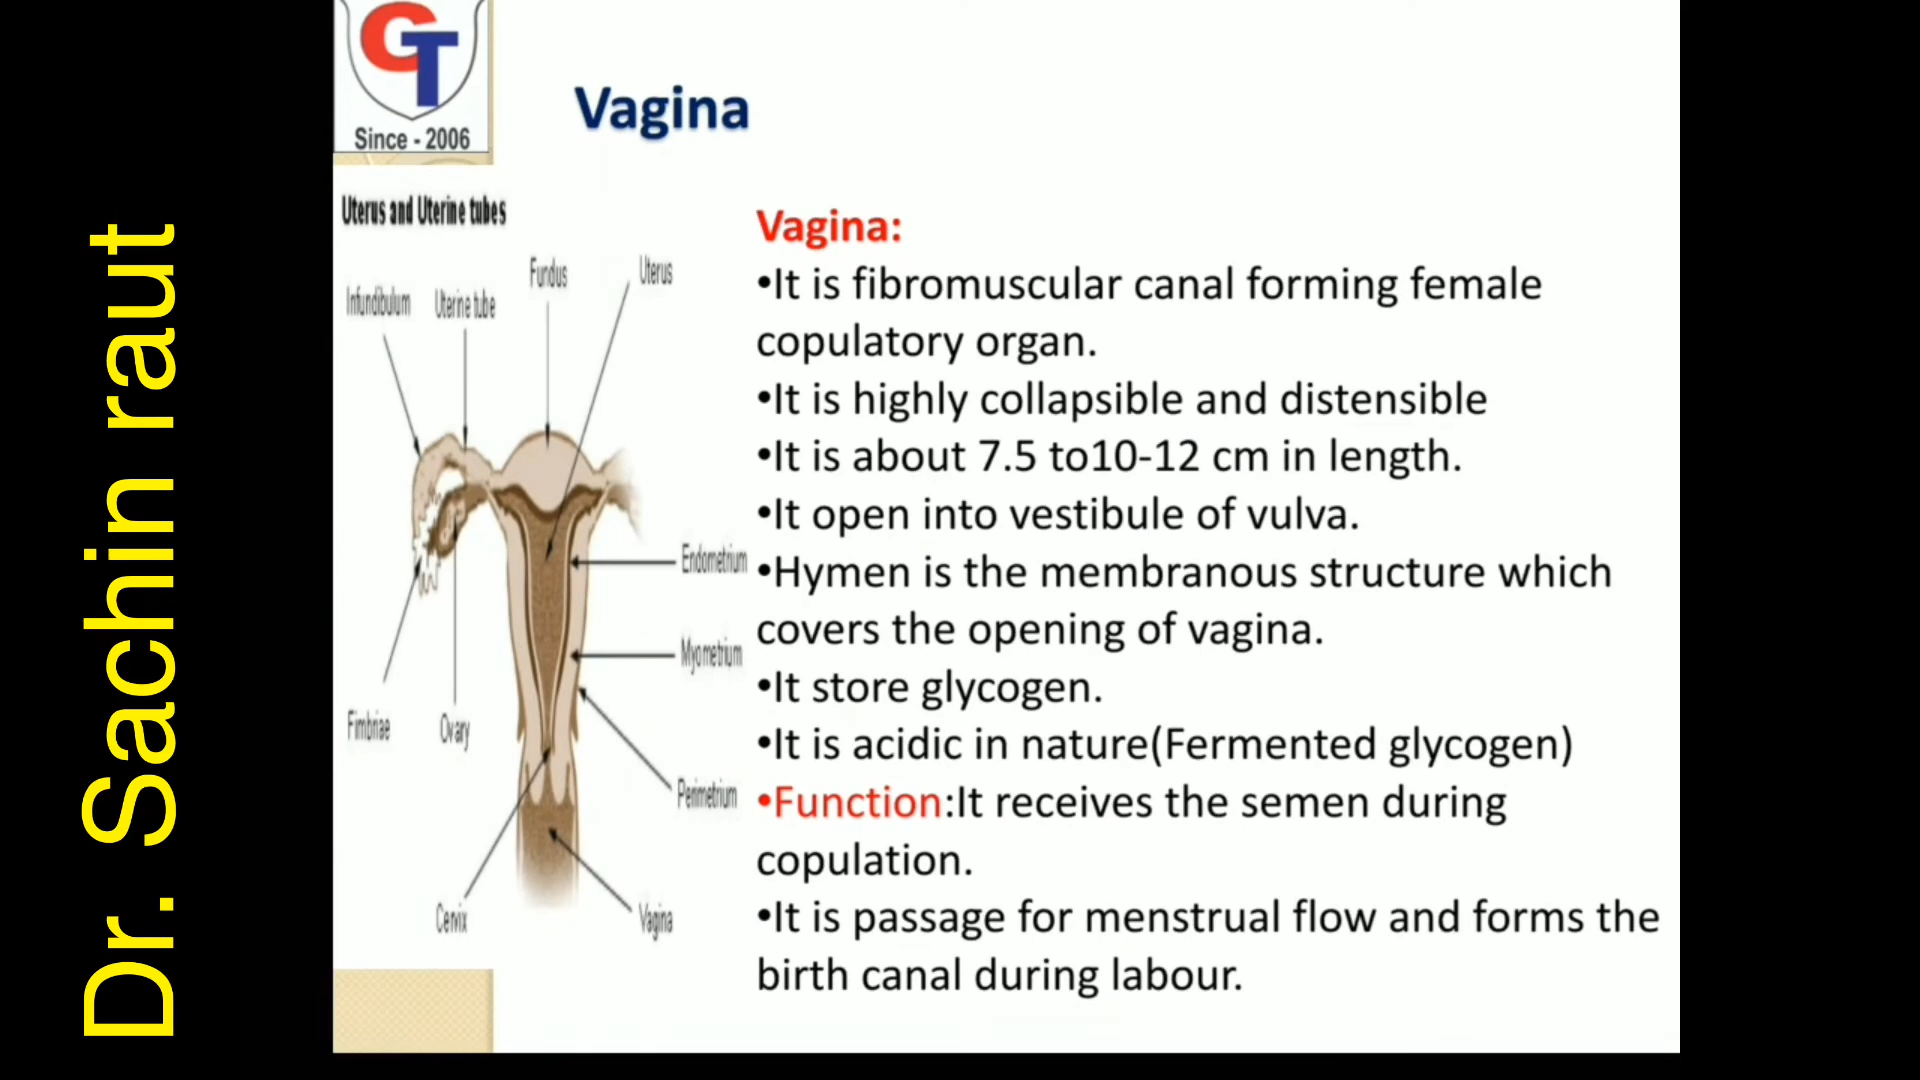 GT
Since - 2006
Vagina
Dr. Sachin raut
Uterus and Uterine tubes
Infundibulum
Uterine tube
Fundus
Uterus
Endometrium
Myometrium
Perimetrium
Fimbriae
Ovary
Cervix
Vagina
Vagina:
•It is fibromuscular canal forming female
copulatory organ.
•It is highly collapsible and distensible
•It is about 7.5 to10-12 cm in length.
•It open into vestibule of vulva.
•Hymen is the membranous structure which
covers the opening of vagina.
•It store glycogen.
•It is acidic in nature(Fermented glycogen)
•Function:It receives the semen during
copulation.
•It is passage for menstrual flow and forms the
birth canal during labour.